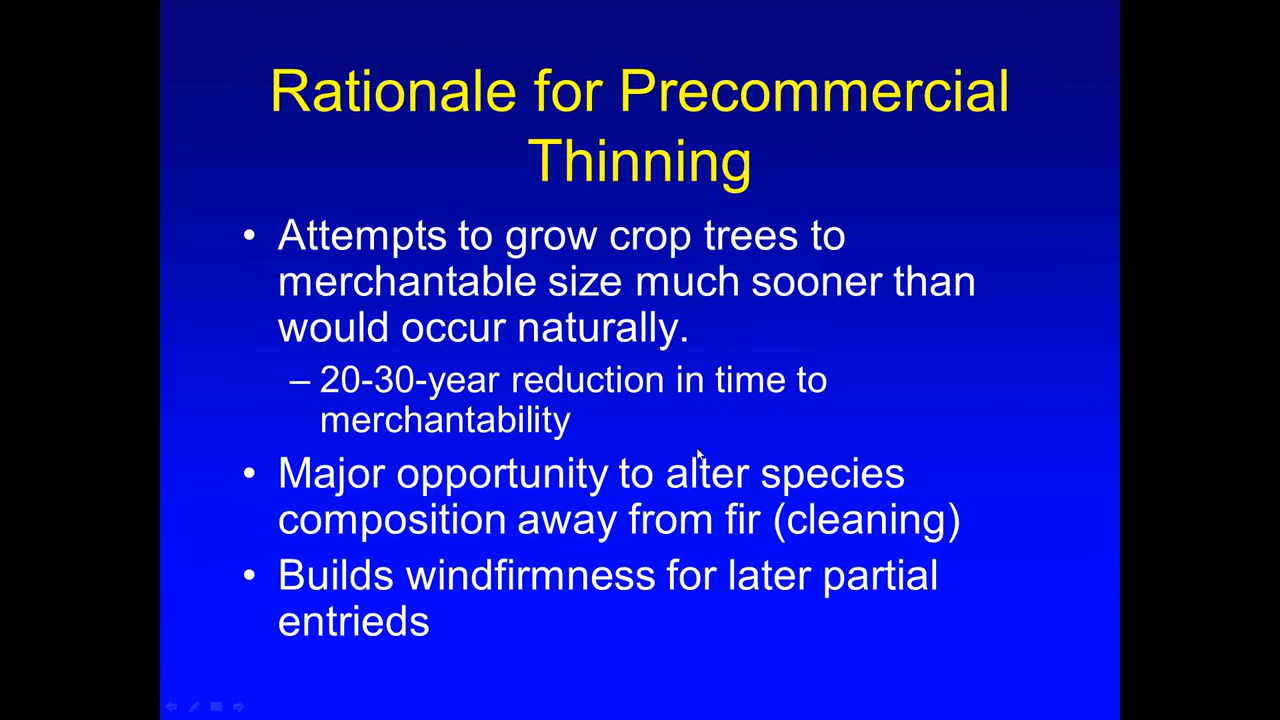 Rationale for Precommercial
Thinning
• Attempts to grow crop trees to
merchantable size much sooner than
would occur naturally.
– 20-30-year reduction in time to
merchantability
• Major opportunity to alter species
composition away from fir (cleaning)
• Builds windfirmness for later partial
entrieds